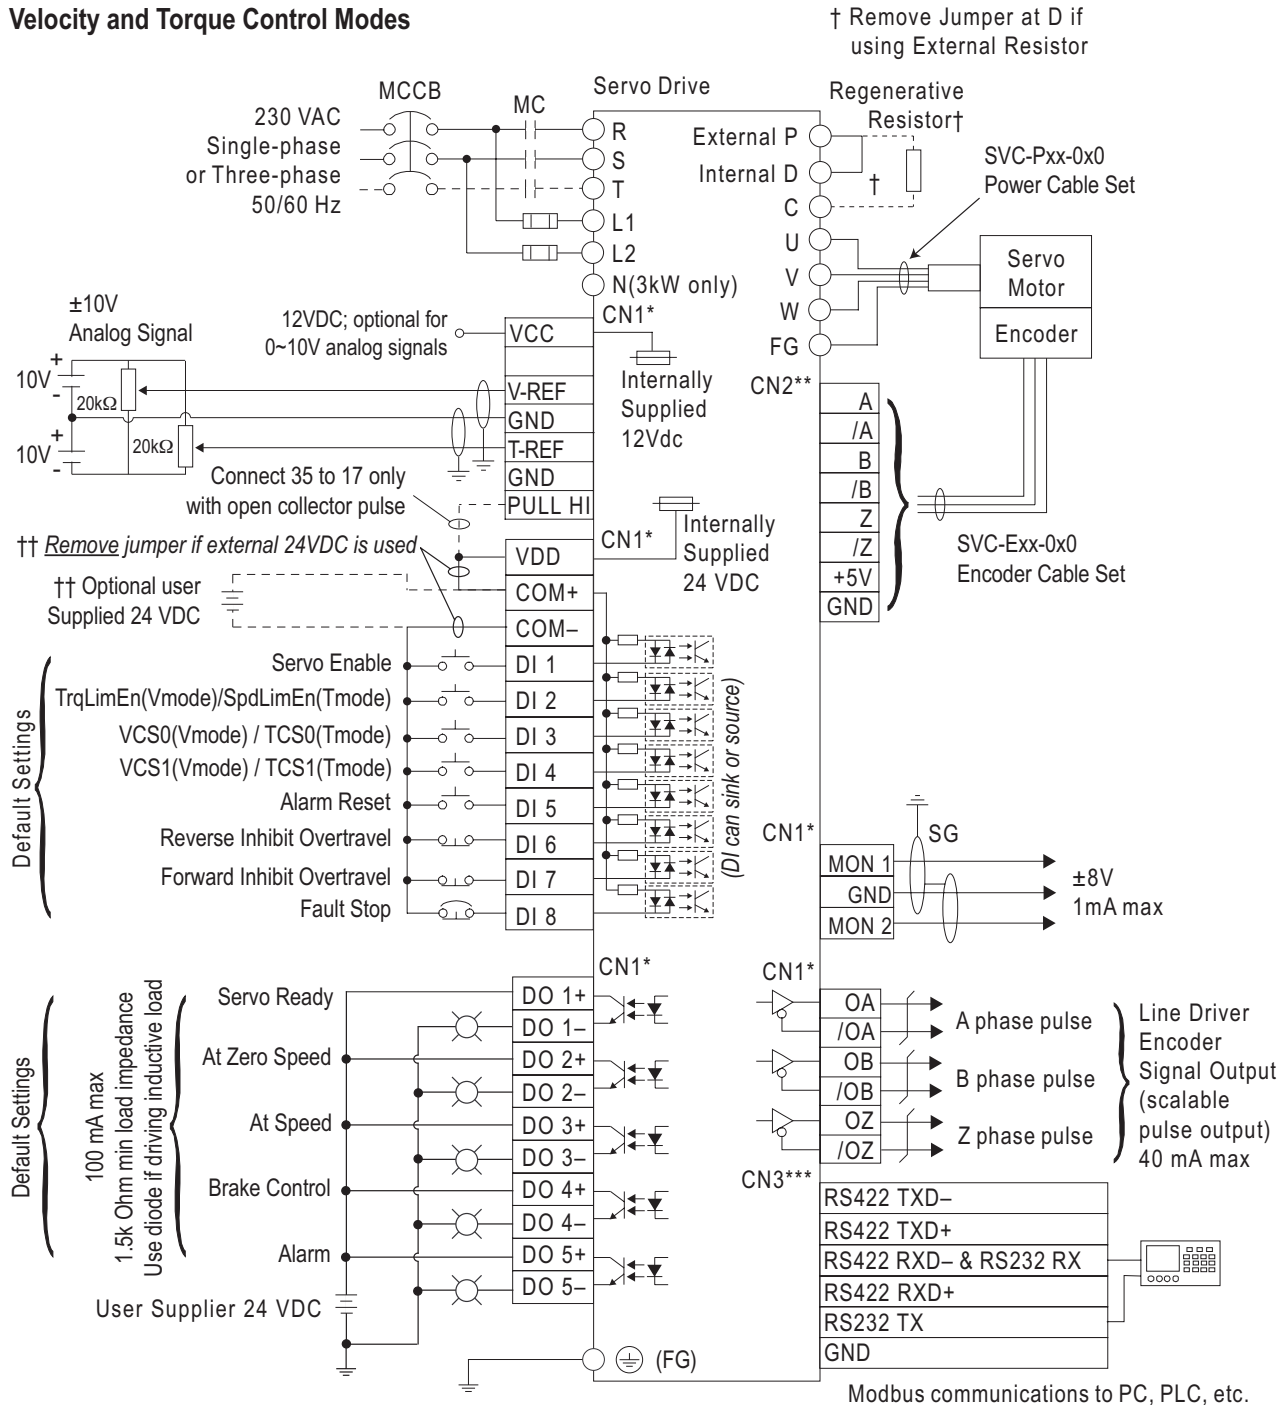 Velocity and Torque Control Modes
† Remove Jumper at D if
using External Resistor
MCCB
MC
Servo Drive
230 VAC
Single-phase
or Three-phase
50/60 Hz
R
S
T
L1
L2
N(3kW only)
External P
Internal D
C
U
V
W
FG
Regenerative
Resistor†
†
SVC-Pxx-0x0
Power Cable Set
Servo
Motor
Encoder
±10V
Analog Signal
12VDC; optional for
0~10V analog signals
+
10V
-
20kΩ
+
10V
-
20kΩ
CN1*
VCC
V-REF
GND
T-REF
GND
PULL HI
Internally
Supplied
12Vdc
Connect 35 to 17 only
with open collector pulse
†† Remove jumper if external 24VDC is used
†† Optional user
Supplied 24 VDC
CN1*
Internally
Supplied
24 VDC
VDD
COM+
COM–
DI 1
DI 2
DI 3
DI 4
DI 5
DI 6
DI 7
DI 8
CN2**
A
/A
B
/B
Z
/Z
+5V
GND
SVC-Exx-0x0
Encoder Cable Set
Default Settings
Servo Enable
TrqLimEn(Vmode)/SpdLimEn(Tmode)
VCS0(Vmode) / TCS0(Tmode)
VCS1(Vmode) / TCS1(Tmode)
Alarm Reset
Reverse Inhibit Overtravel
Forward Inhibit Overtravel
Fault Stop
(DI can sink or source)
CN1*
SG
MON 1
GND
MON 2
±8V
1mA max
Default Settings
100 mA max
1.5k Ohm min load impedance
Use diode if driving inductive load
Servo Ready
At Zero Speed
At Speed
Brake Control
Alarm
User Supplier 24 VDC
CN1*
DO 1+
DO 1–
DO 2+
DO 2–
DO 3+
DO 3–
DO 4+
DO 4–
DO 5+
DO 5–
(FG)
CN1*
OA
/OA
OB
/OB
OZ
/OZ
A phase pulse
B phase pulse
Z phase pulse
Line Driver
Encoder
Signal Output
(scalable
pulse output)
40 mA max
CN3***
RS422 TXD–
RS422 TXD+
RS422 RXD– & RS232 RX
RS422 RXD+
RS232 TX
GND
Modbus communications to PC, PLC, etc.